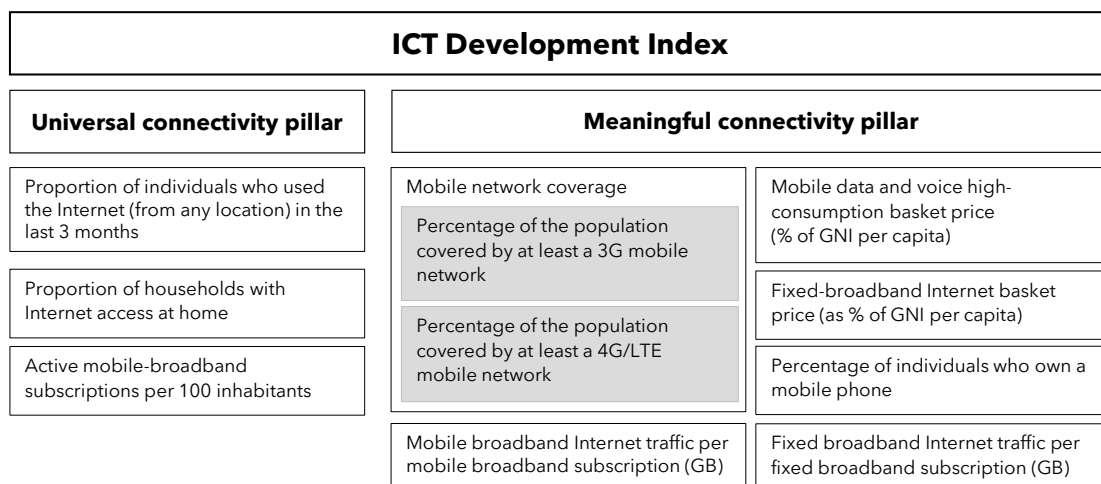 ICT Development Index
Universal connectivity pillar
Proportion of individuals who used
the Internet (from any location) in the
last 3 months
Proportion of households with
Internet access at home
Active mobile-broadband
subscriptions per 100 inhabitants
Meaningful connectivity pillar
Mobile network coverage
Percentage of the population
covered by at least a 3G mobile
network
Percentage of the population
covered by at least a 4G/LTE
mobile network
Mobile broadband Internet traffic per
mobile broadband subscription (GB)
Mobile data and voice high-
consumption basket price
(% of GNI per capita)
Fixed-broadband Internet basket
price (as % of GNI per capita)
Percentage of individuals who own a
mobile phone
Fixed broadband Internet traffic per
fixed broadband subscription (GB)